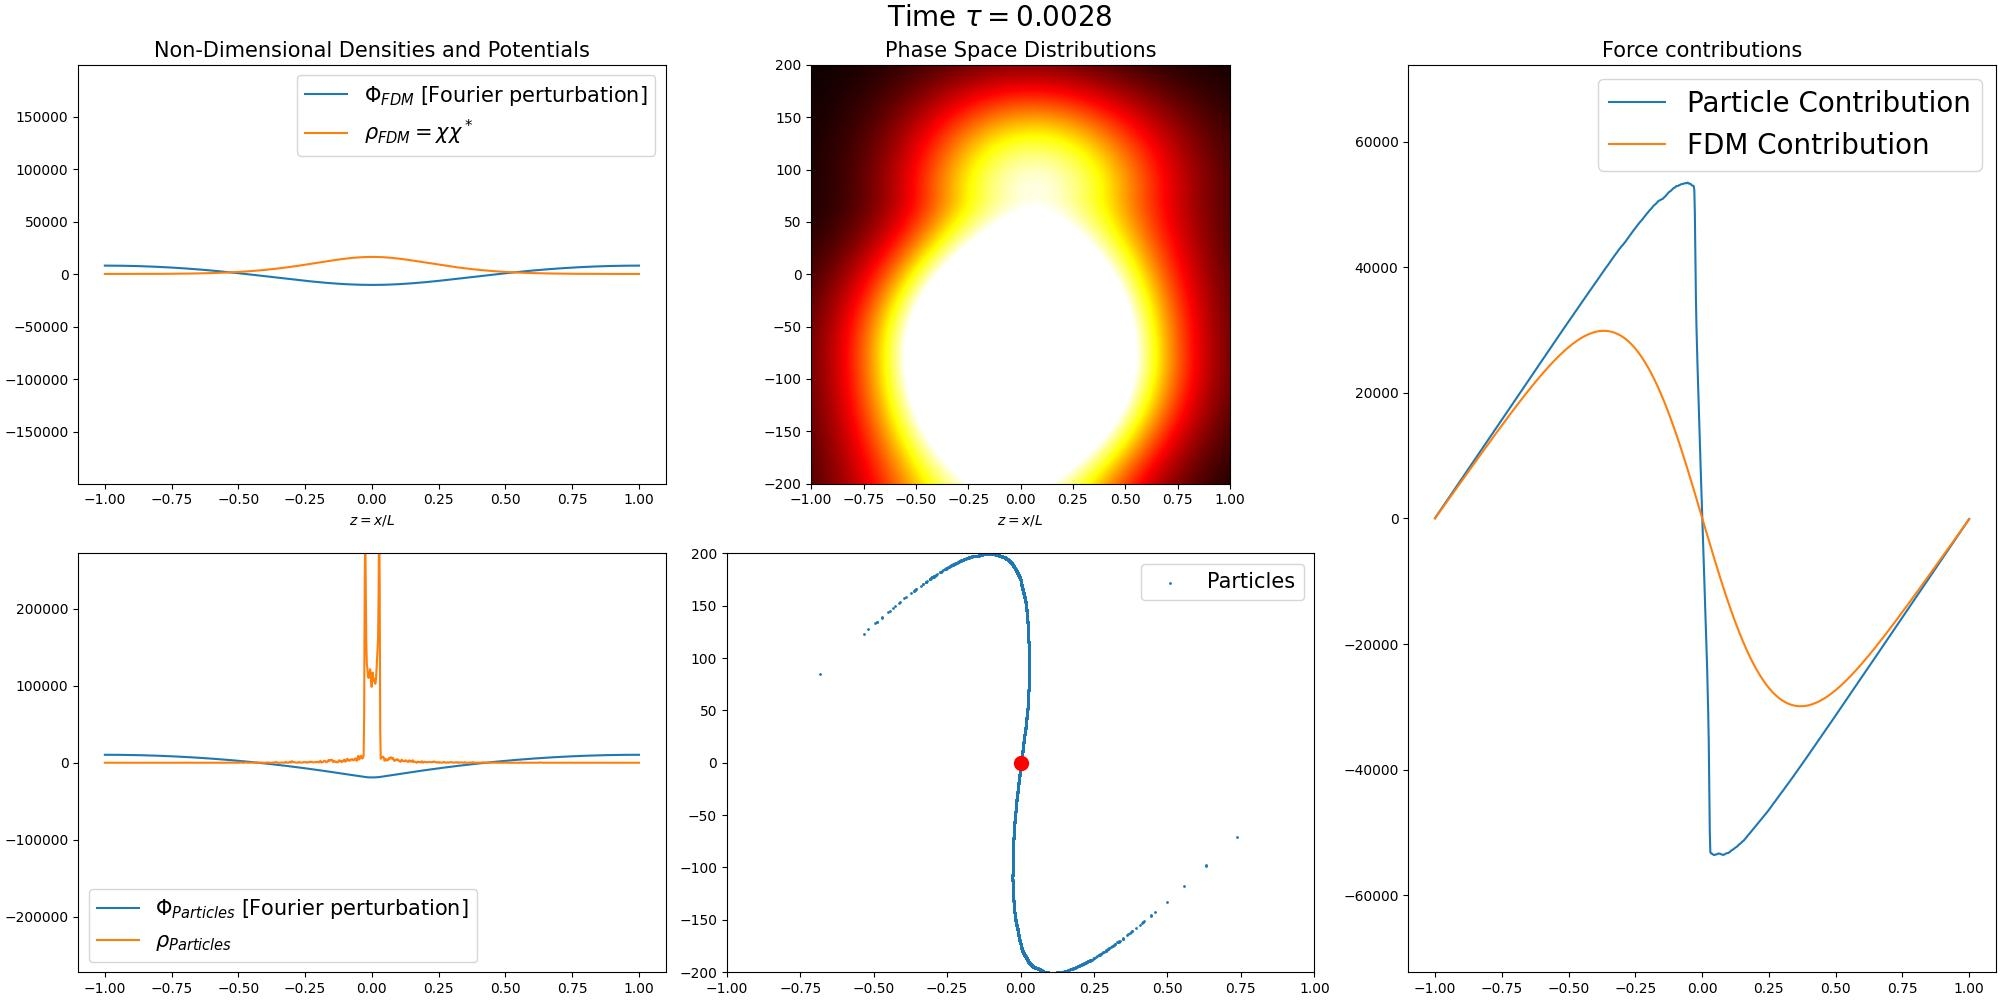 Time τ = 0.0028
Non-Dimensional Densities and Potentials
Φ_FDM [Fourier perturbation]
ρ_FDM = χχ*
150000
100000
50000
0
−50000
−100000
−150000
−1.00 −0.75 −0.50 −0.25 0.00 0.25 0.50 0.75 1.00
z = x/L
Phase Space Distributions
200
150
100
50
0
−50
−100
−150
−200
−1.00 −0.75 −0.50 −0.25 0.00 0.25 0.50 0.75 1.00
z = x/L
Force contributions
Particle Contribution
FDM Contribution
60000
40000
20000
0
−20000
−40000
−60000
−1.00 −0.75 −0.50 −0.25 0.00 0.25 0.50 0.75 1.00
200000
100000
0
−100000
−200000
Φ_Particles [Fourier perturbation]
ρ_Particles
−1.00 −0.75 −0.50 −0.25 0.00 0.25 0.50 0.75 1.00
Particles
200
150
100
50
0
−50
−100
−150
−200
−1.00 −0.75 −0.50 −0.25 0.00 0.25 0.50 0.75 1.00